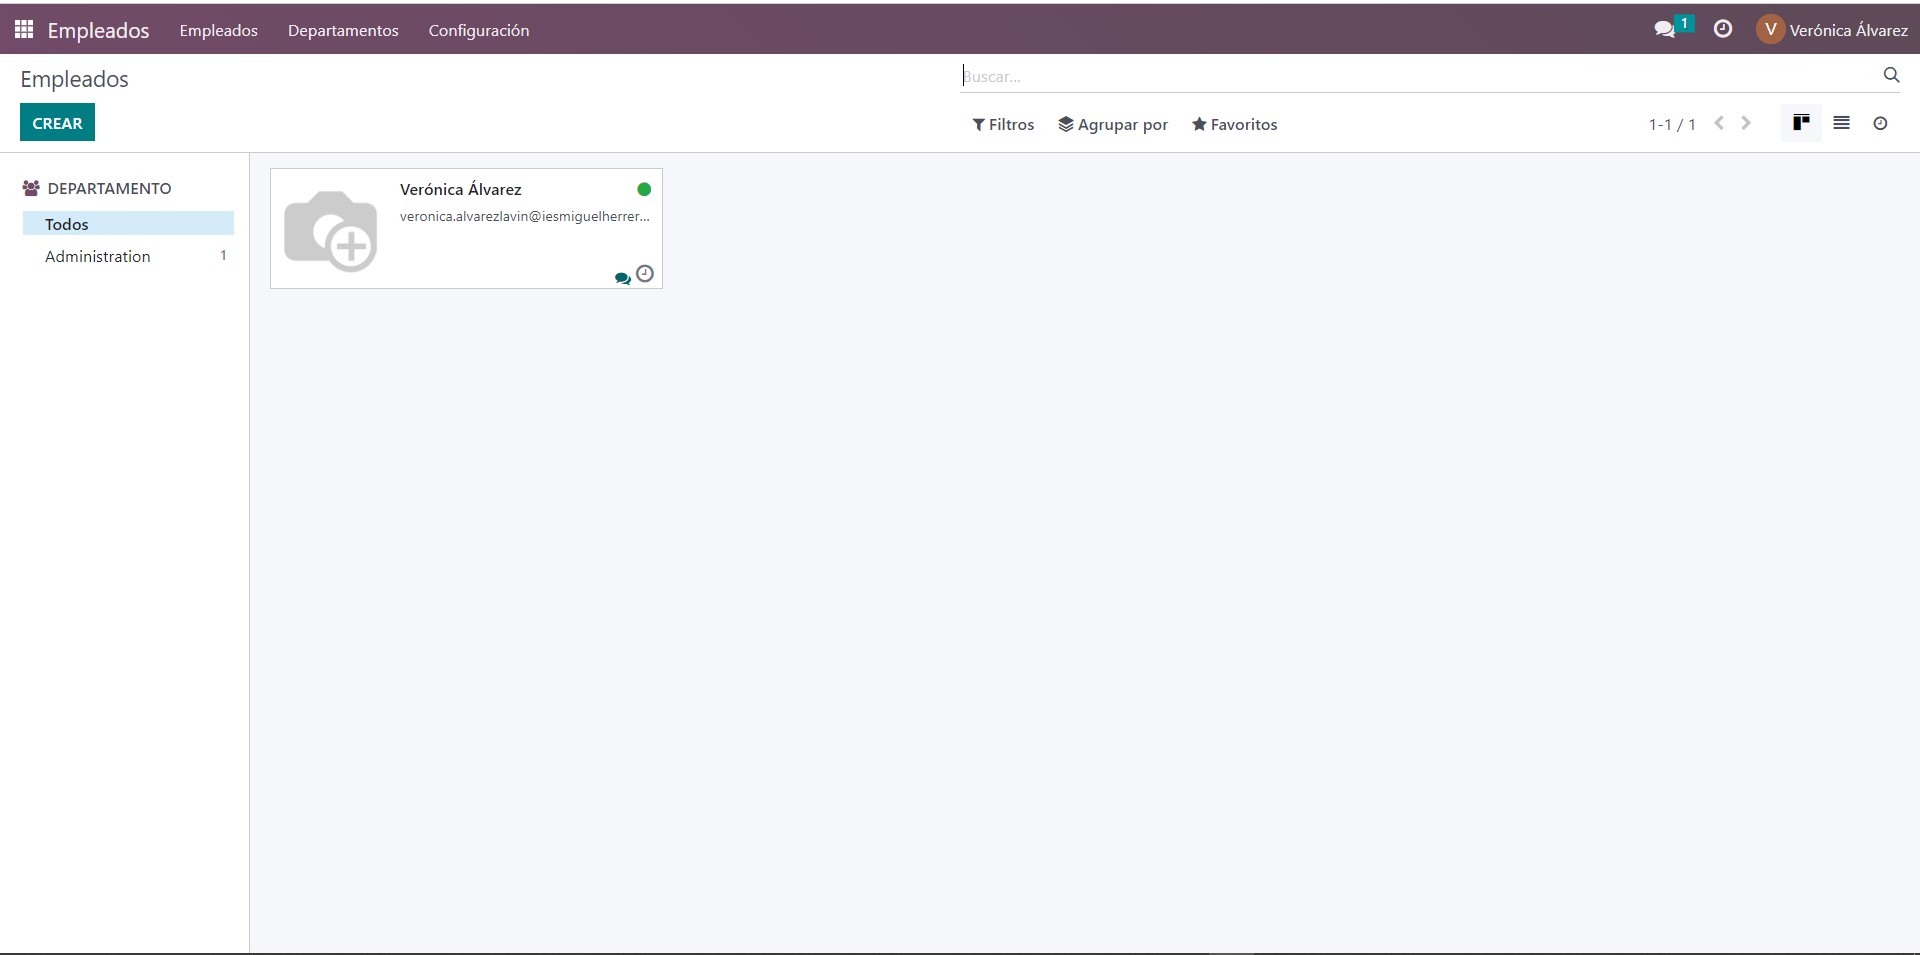 Empleados Empleados Departamentos Configuración 1 V Verónica Álvarez
Empleados
Buscar...
CREAR
Filtros Agrupar por Favoritos 1-1 / 1
DEPARTAMENTO
Todos
Administration 1
Verónica Álvarez
veronica.alvarezlavin@iesmiguelherrer...